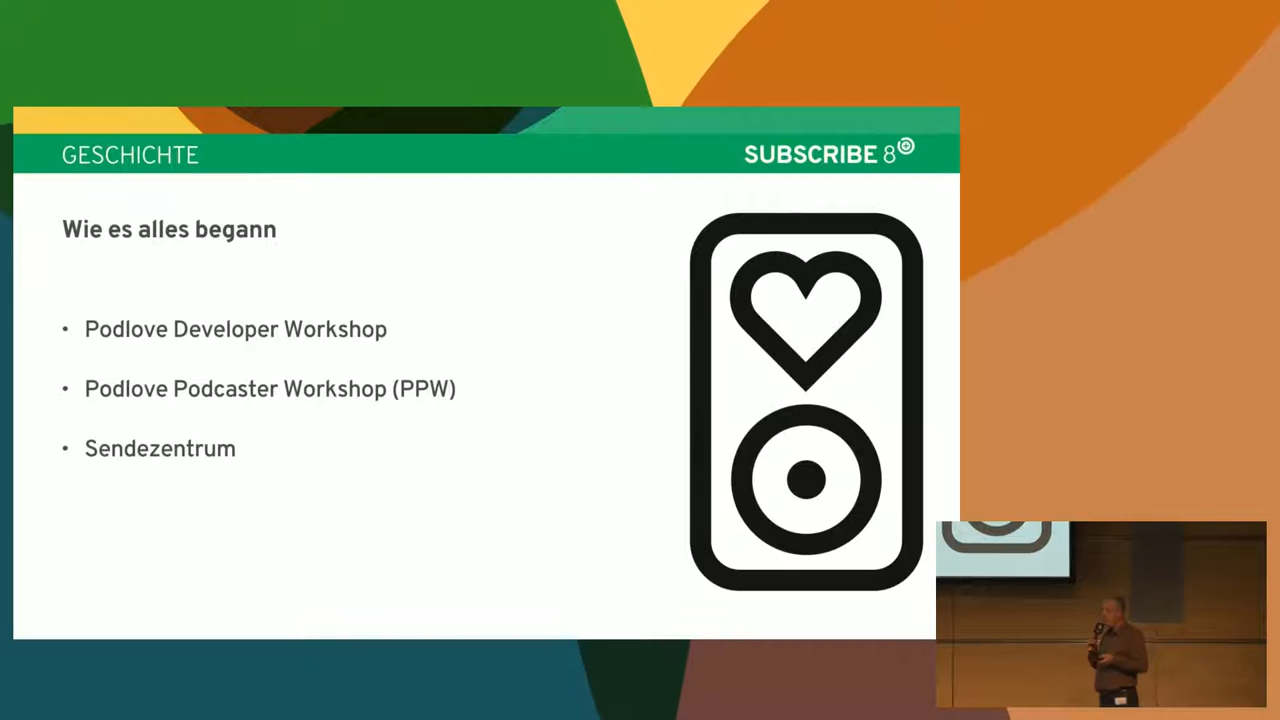 GESCHICHTE
SUBSCRIBE 8
Wie es alles begann
• Podlove Developer Workshop
• Podlove Podcaster Workshop (PPW)
• Sendezentrum